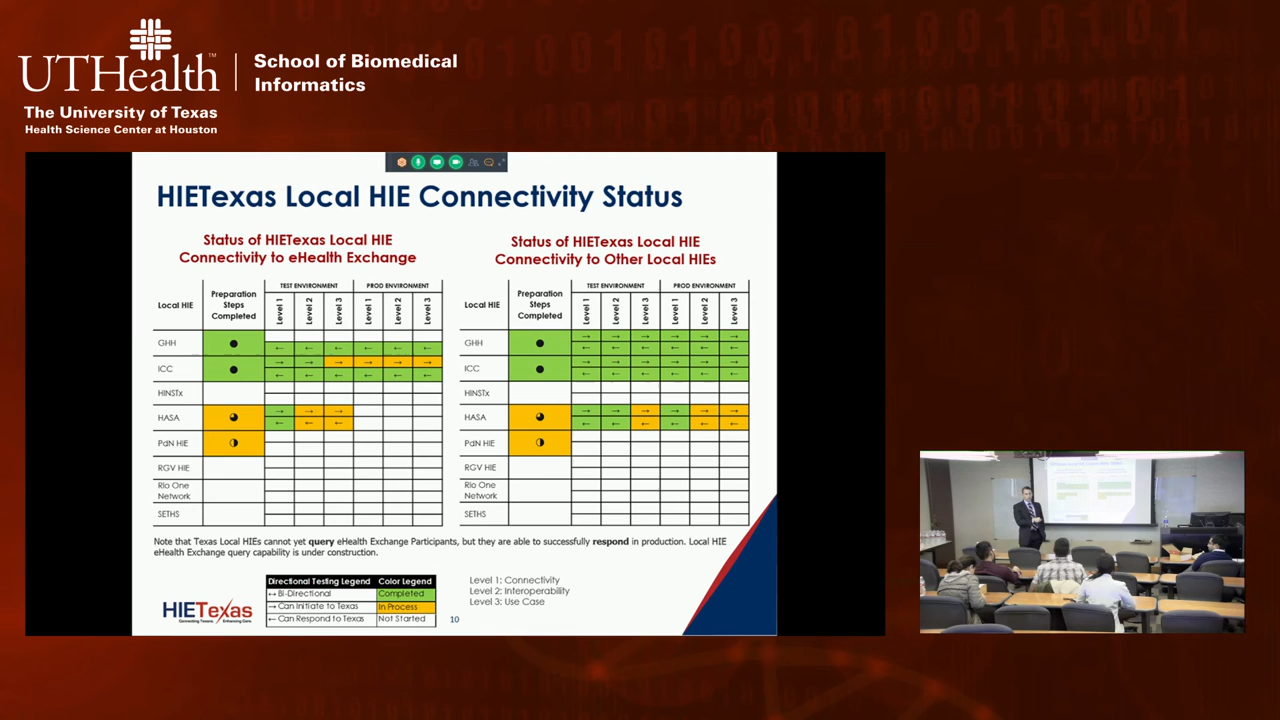 UTHealth™
School of Biomedical
Informatics
The University of Texas
Health Science Center at Houston
HIETexas Local HIE Connectivity Status
Status of HIETexas Local HIE
Connectivity to eHealth Exchange
Local HIE
Preparation
Steps
Completed
TEST ENVIRONMENT
PROD ENVIRONMENT
Level 1
Level 2
Level 3
Level 1
Level 2
Level 3
GHH
← ← ← ← ← ←
ICC
→ → → → → →
← ← ← ← ← ←
HINSTx
HASA
→ → →
← ← ←
PdN HIE
RGV HIE
Rio One
Network
SETHS
Status of HIETexas Local HIE
Connectivity to Other Local HIEs
Local HIE
Preparation
Steps
Completed
TEST ENVIRONMENT
PROD ENVIRONMENT
Level 1
Level 2
Level 3
Level 1
Level 2
Level 3
GHH
→ → → → → →
← ← ← ← ← ←
ICC
→ → → → → →
← ← ← ← ← ←
HINSTx
HASA
→ → → → → →
← ← ← ← ← ←
PdN HIE
RGV HIE
Rio One
Network
SETHS
Note that Texas Local HIEs cannot yet query eHealth Exchange Participants, but they are able to successfully respond in production. Local HIE
eHealth Exchange query capability is under construction.
Directional Testing Legend Color Legend
↔ Bi-Directional Completed
→ Can Initiate to Texas In Process
← Can Respond to Texas Not Started
Level 1: Connectivity
Level 2: Interoperability
Level 3: Use Case
HIETexas
Connecting Texans. Enhancing Care.
10